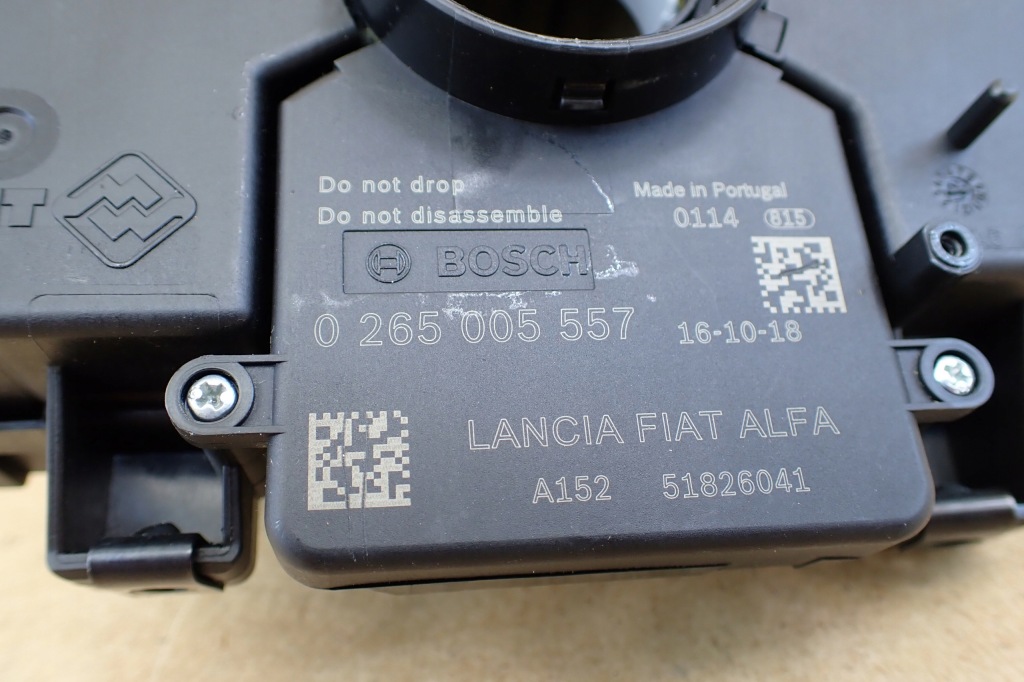 Do not drop
Do not disassemble
BOSCH
0 265 005 557
Made in Portugal
0114 815
16-10-18
LANCIA FIAT ALFA
A152 51826041